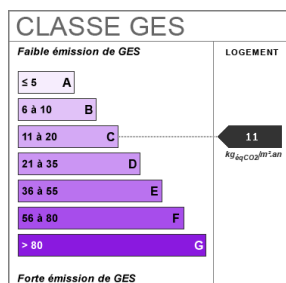 CLASSE GES
Faible émission de GES
LOGEMENT
≤ 5 A
6 à 10 B
11 à 20 C
11
kgéqCO2/m².an
21 à 35 D
36 à 55 E
56 à 80 F
> 80 G
Forte émission de GES